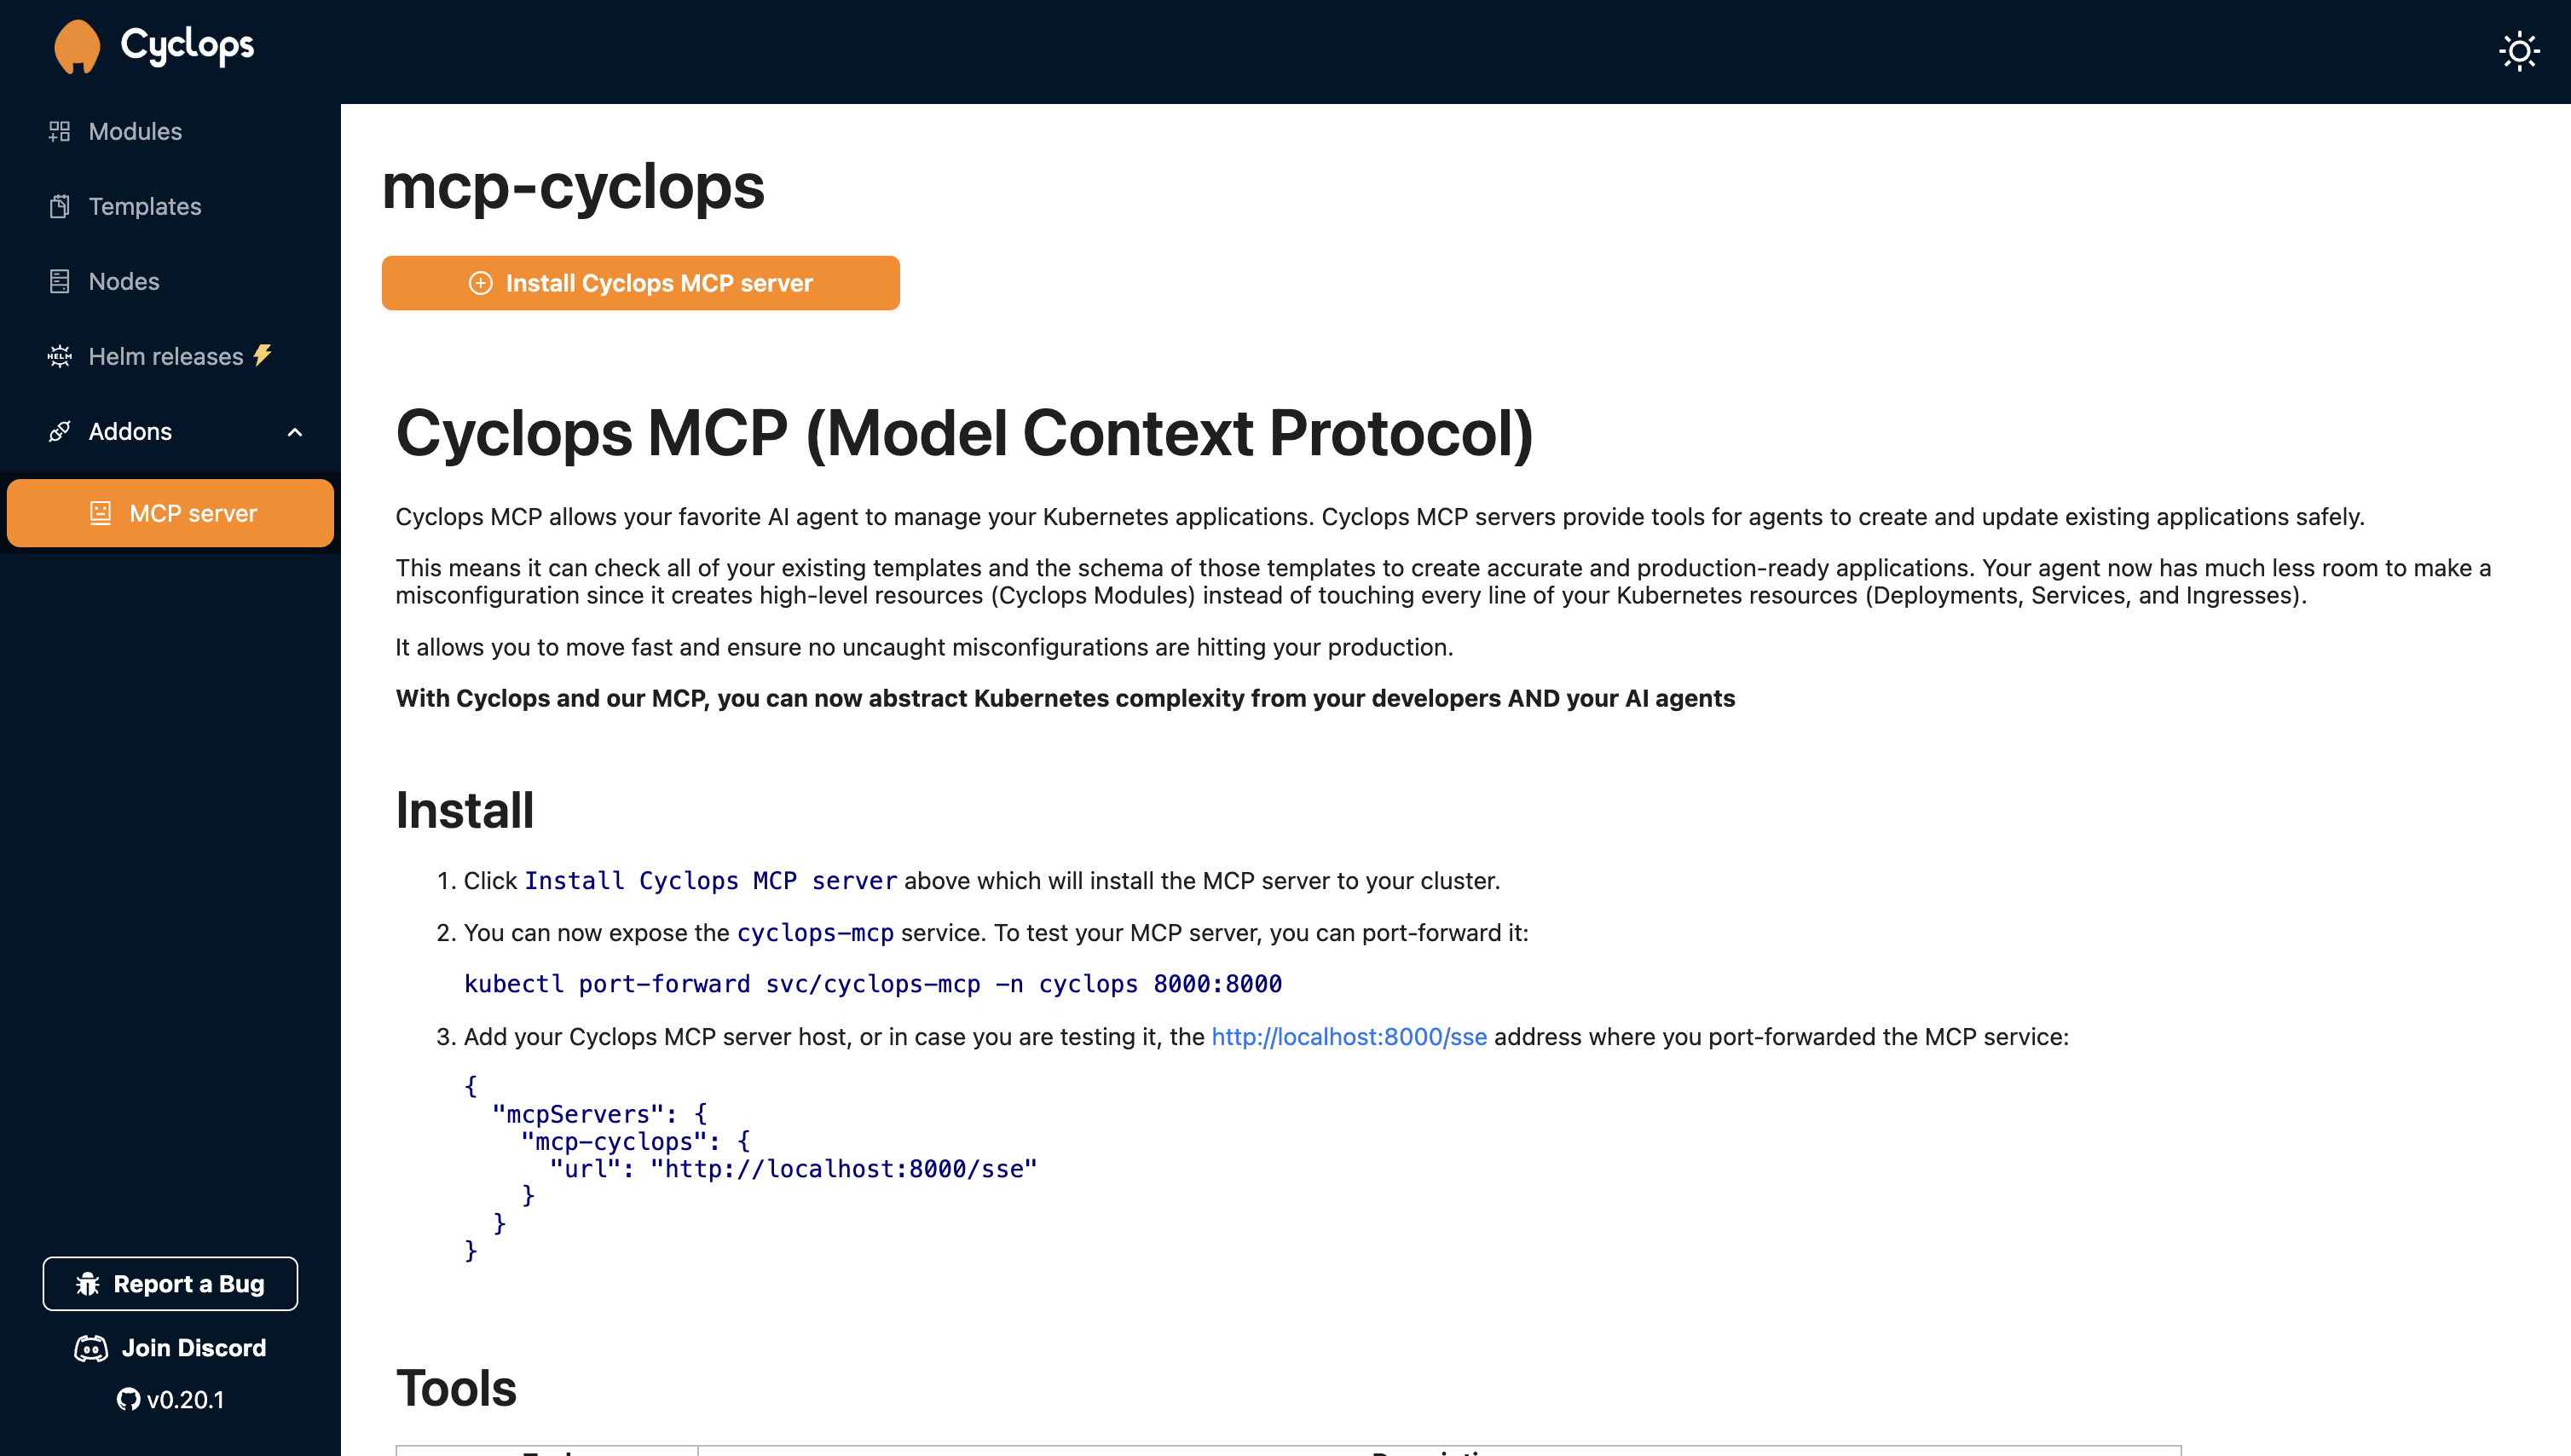 Cyclops
Modules
Templates
Nodes
HELM Helm releases
Addons
MCP server
Report a Bug
Join Discord
v0.20.1
mcp-cyclops
Install Cyclops MCP server
Cyclops MCP (Model Context Protocol)
Cyclops MCP allows your favorite AI agent to manage your Kubernetes applications. Cyclops MCP servers provide tools for agents to create and update existing applications safely.
This means it can check all of your existing templates and the schema of those templates to create accurate and production-ready applications. Your agent now has much less room to make a
misconfiguration since it creates high-level resources (Cyclops Modules) instead of touching every line of your Kubernetes resources (Deployments, Services, and Ingresses).
It allows you to move fast and ensure no uncaught misconfigurations are hitting your production.
With Cyclops and our MCP, you can now abstract Kubernetes complexity from your developers AND your AI agents
Install
1. Click Install Cyclops MCP server above which will install the MCP server to your cluster.
2. You can now expose the cyclops-mcp service. To test your MCP server, you can port-forward it:
kubectl port-forward svc/cyclops-mcp -n cyclops 8000:8000
3. Add your Cyclops MCP server host, or in case you are testing it, the http://localhost:8000/sse address where you port-forwarded the MCP service:
{
"mcpServers": {
"mcp-cyclops": {
"url": "http://localhost:8000/sse"
}
}
}
Tools